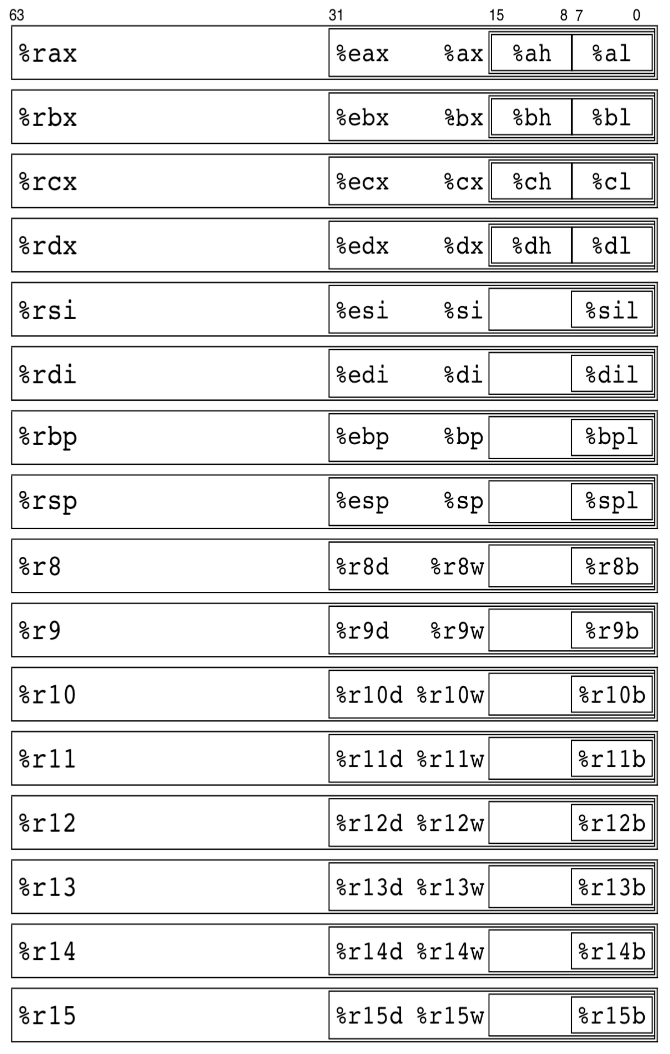 63 31 15 8 7 0
%rax %eax %ax %ah %al
%rbx %ebx %bx %bh %bl
%rcx %ecx %cx %ch %cl
%rdx %edx %dx %dh %dl
%rsi %esi %si %sil
%rdi %edi %di %dil
%rbp %ebp %bp %bpl
%rsp %esp %sp %spl
%r8 %r8d %r8w %r8b
%r9 %r9d %r9w %r9b
%r10 %r10d %r10w %r10b
%r11 %r11d %r11w %r11b
%r12 %r12d %r12w %r12b
%r13 %r13d %r13w %r13b
%r14 %r14d %r14w %r14b
%r15 %r15d %r15w %r15b